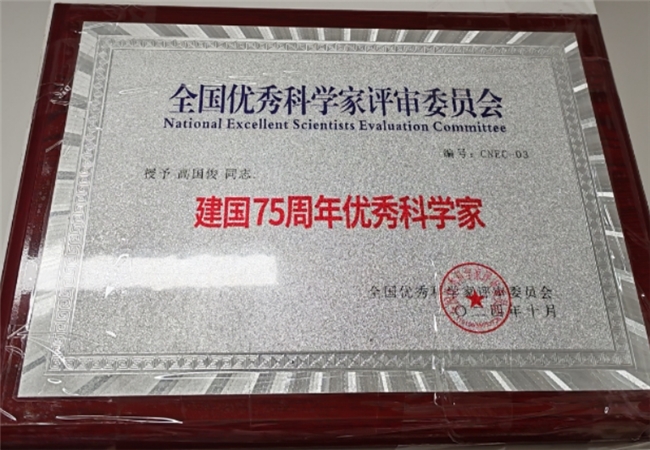 全国优秀科学家评审委员会
National Excellent Scientists Evaluation Committee
编号：CNEC-03
授予 高国俊 同志：
建国75周年优秀科学家
全国优秀科学家评审委员会
二〇二四年十月